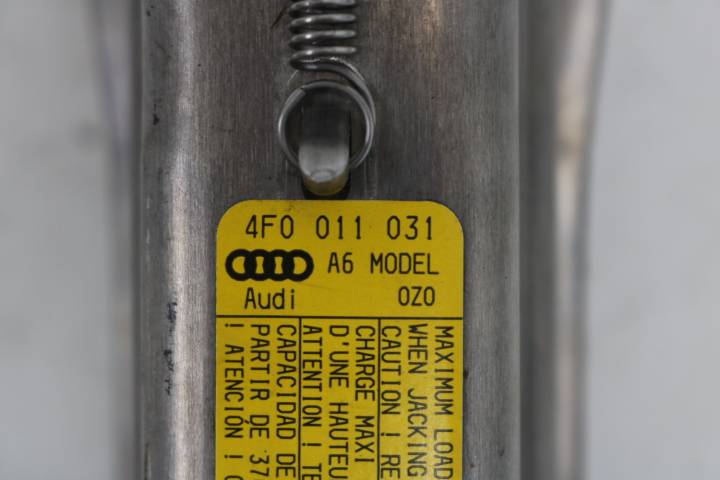 4F0 011 031
A6 MODEL
Audi
0Z0
MAXIMUM LOAD
WHEN JACKING
CAUTION ! RE
CHARGE MAXI
D'UNE HAUTEU
ATTENTION ! TE
CAPACIDAD DE
PARTIR DE 37
! ATENCIÓN !